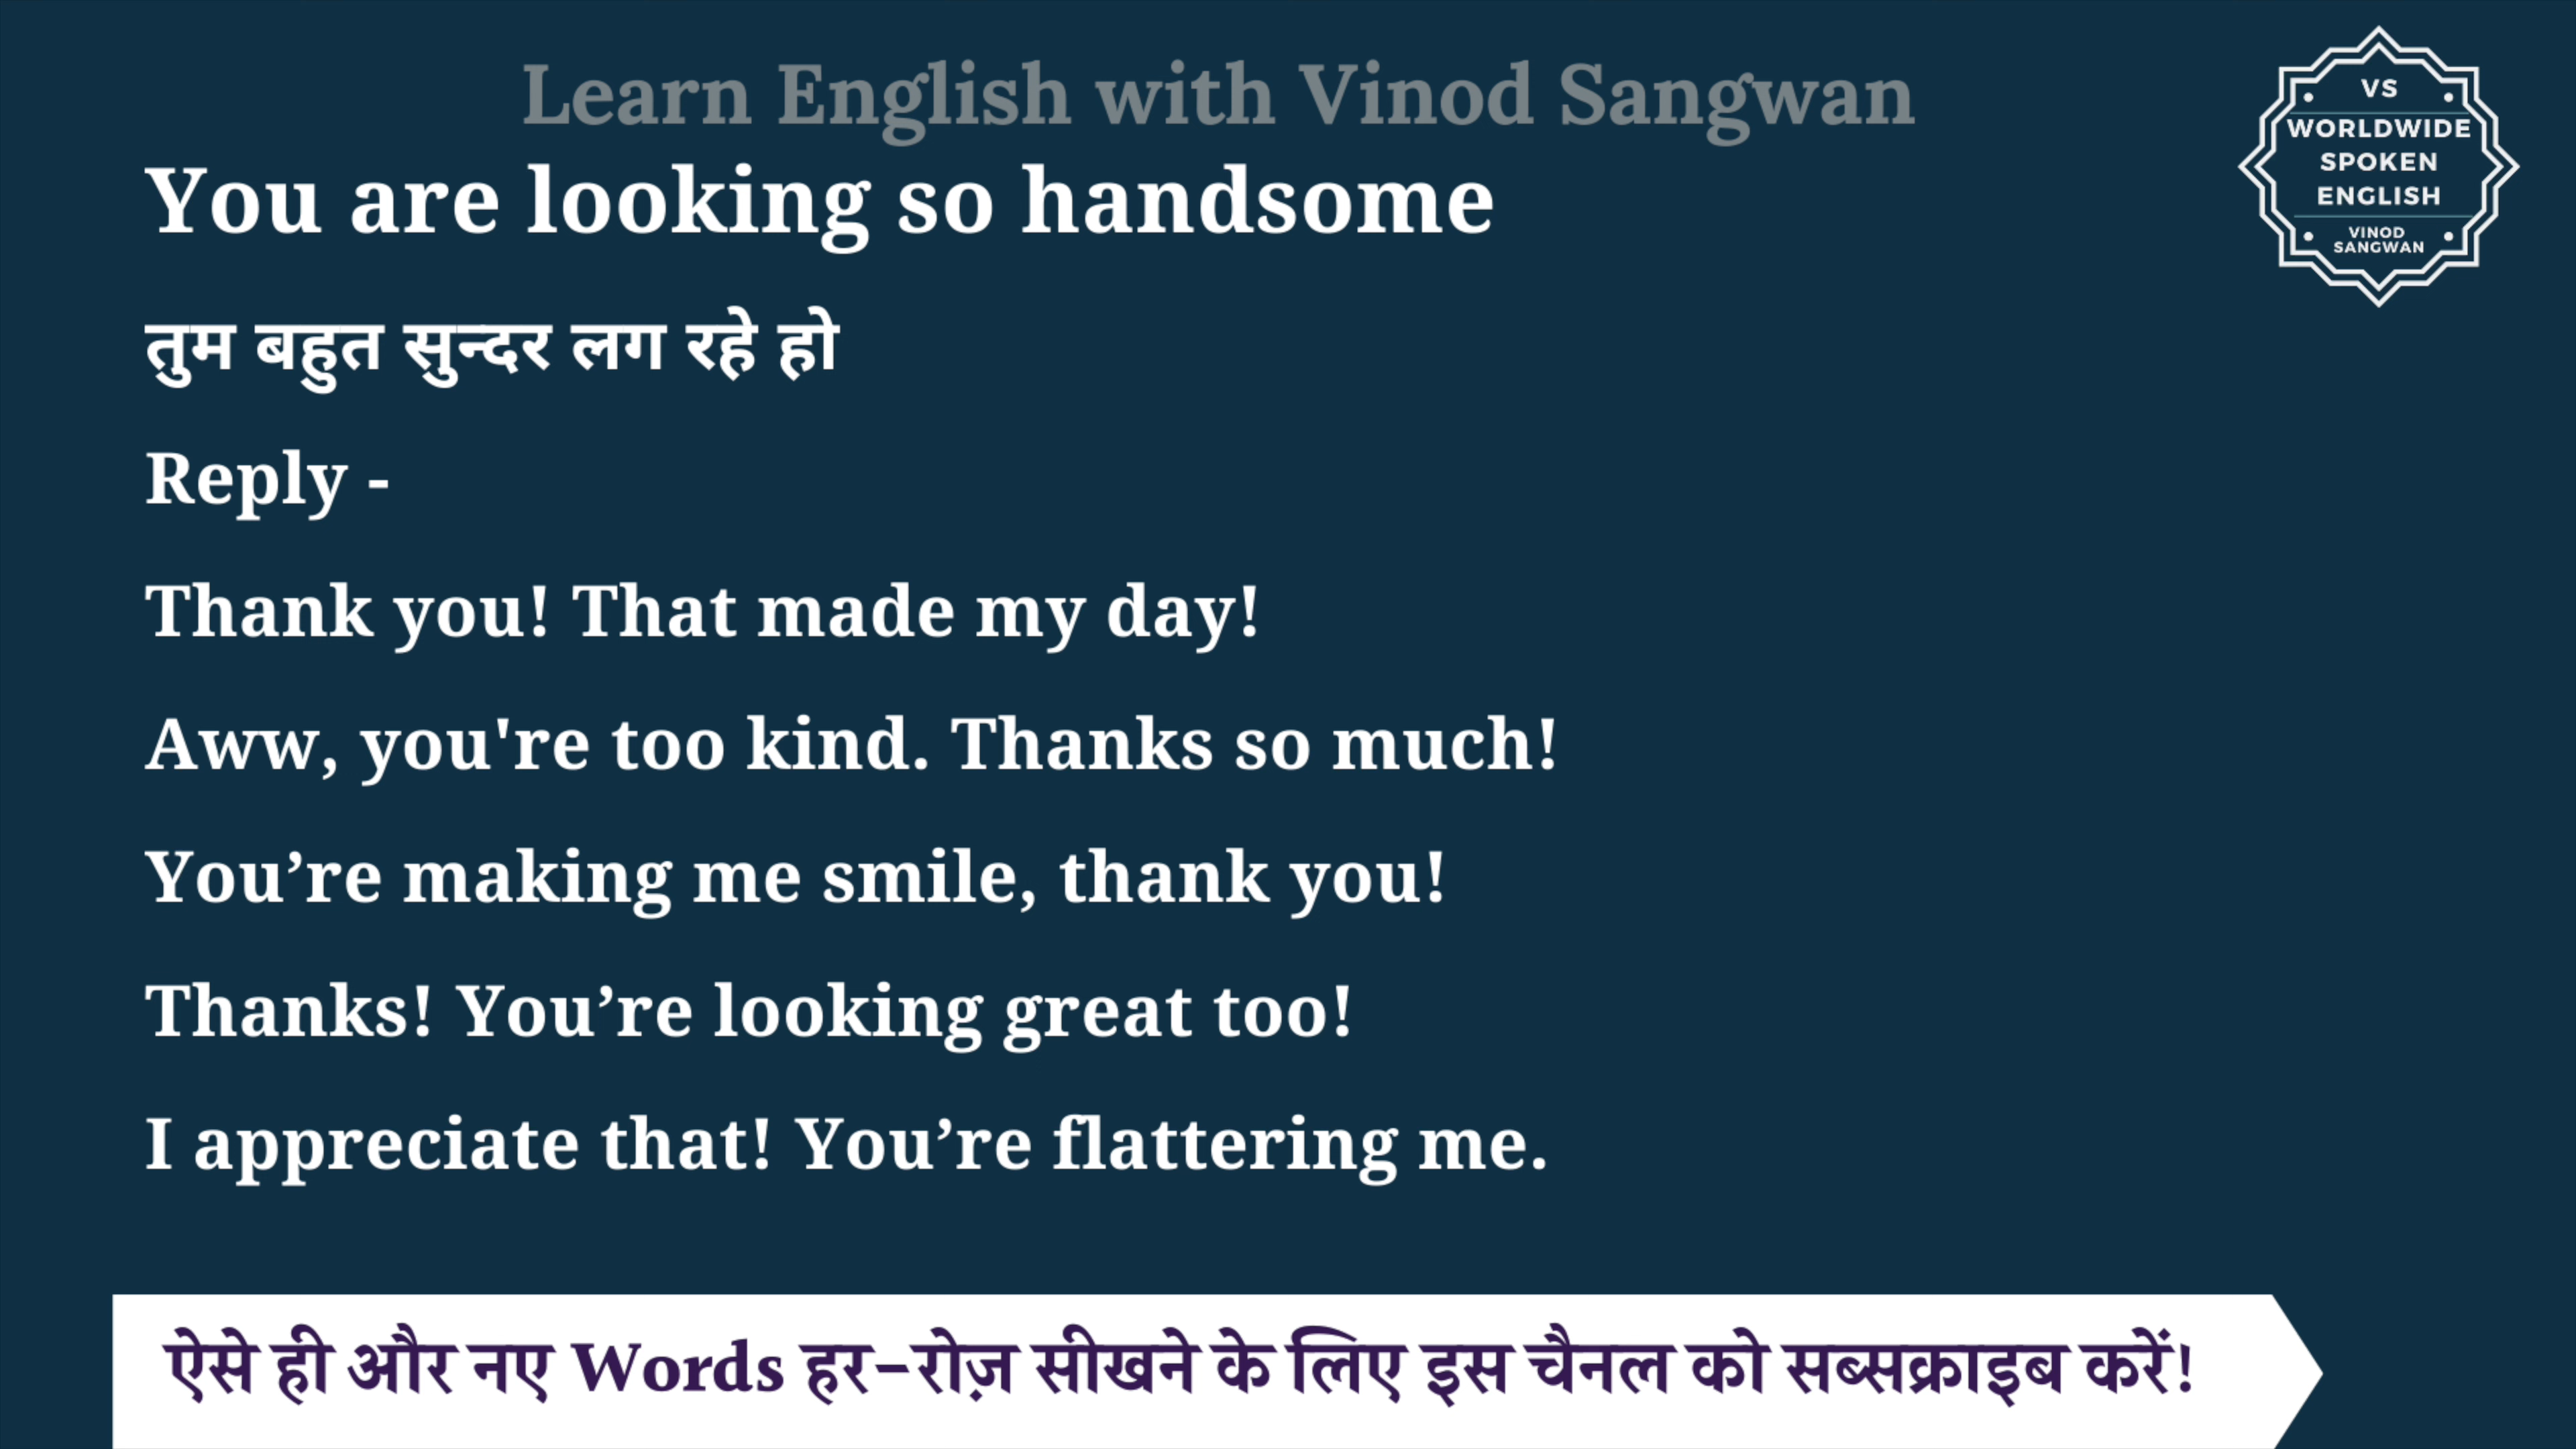 Learn English with Vinod Sangwan
VS
WORLDWIDE
SPOKEN
ENGLISH
VINOD
SANGWAN
You are looking so handsome
तुम बहुत सुन्दर लग रहे हो
Reply -
Thank you! That made my day!
Aww, you're too kind. Thanks so much!
You’re making me smile, thank you!
Thanks! You’re looking great too!
I appreciate that! You’re flattering me.
ऐसे ही और नए Words हर-रोज़ सीखने के लिए इस चैनल को सब्सक्राइब करें!